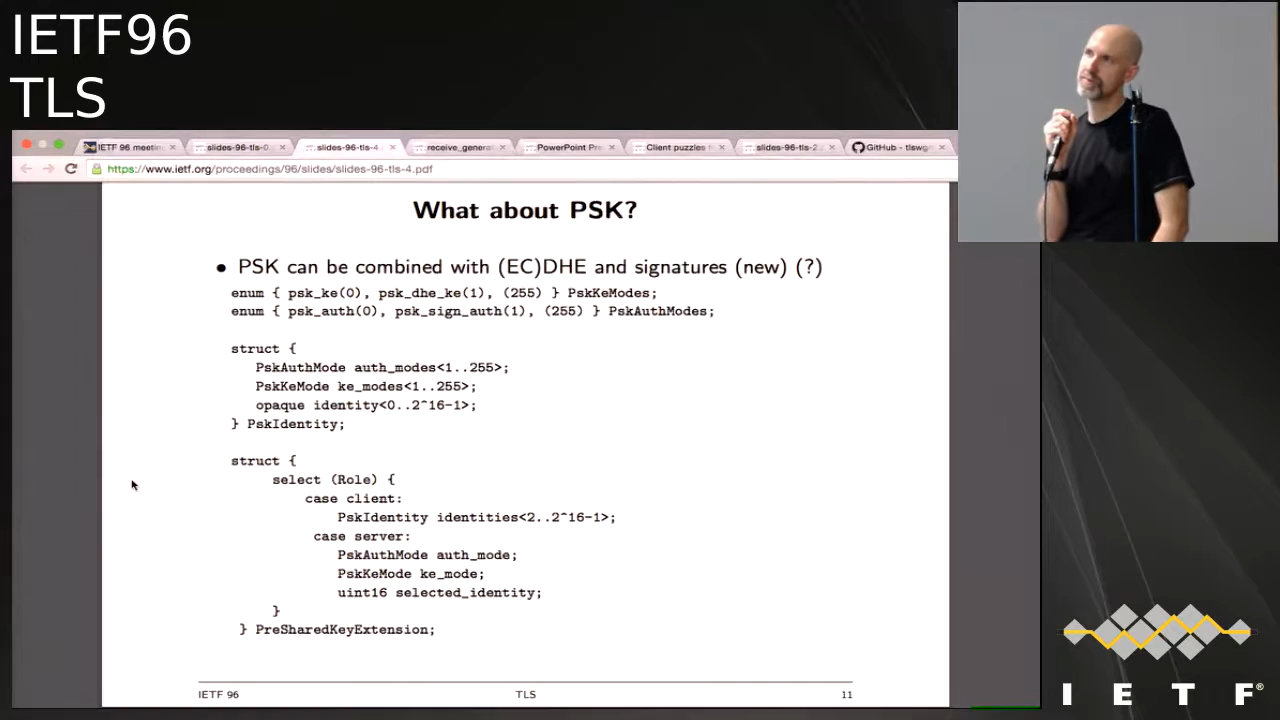 IETF96
TLS
IETF 96 meetin
slides-96-tls-0
slides-96-tls-4
receive_genera
PowerPoint Pre
Client puzzles f
slides-96-tls-2
GitHub - tlswg
https://www.ietf.org/proceedings/96/slides/slides-96-tls-4.pdf
What about PSK?
• PSK can be combined with (EC)DHE and signatures (new) (?)
enum { psk_ke(0), psk_dhe_ke(1), (255) } PskKeModes;
enum { psk_auth(0), psk_sign_auth(1), (255) } PskAuthModes;
struct {
PskAuthMode auth_modes<1..255>;
PskKeMode ke_modes<1..255>;
opaque identity<0..2^16-1>;
} PskIdentity;
struct {
select (Role) {
case client:
PskIdentity identities<2..2^16-1>;
case server:
PskAuthMode auth_mode;
PskKeMode ke_mode;
uint16 selected_identity;
}
} PreSharedKeyExtension;
IETF 96 TLS 11
I E T F®